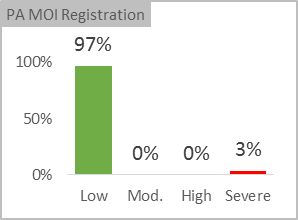 PA MOI Registration
97%
100%
50%
0% 0% 3%
0%
Low Mod. High Severe